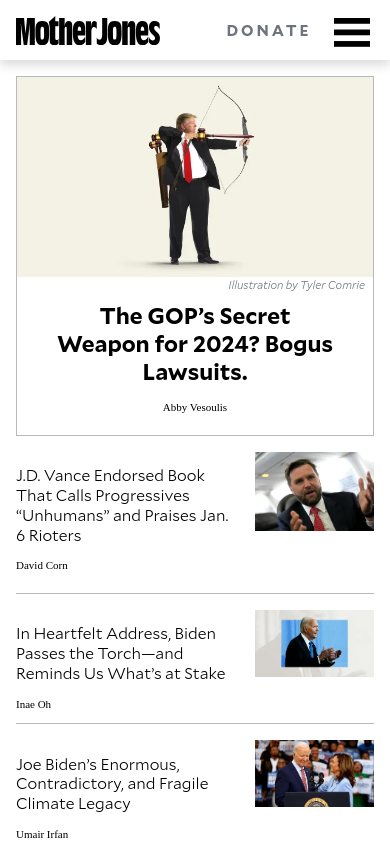 Mother Jones
DONATE
Illustration by Tyler Comrie
The GOP’s Secret
Weapon for 2024? Bogus
Lawsuits.
Abby Vesoulis
J.D. Vance Endorsed Book
That Calls Progressives
“Unhumans” and Praises Jan.
6 Rioters
David Corn
In Heartfelt Address, Biden
Passes the Torch—and
Reminds Us What’s at Stake
Inae Oh
Joe Biden’s Enormous,
Contradictory, and Fragile
Climate Legacy
Umair Irfan